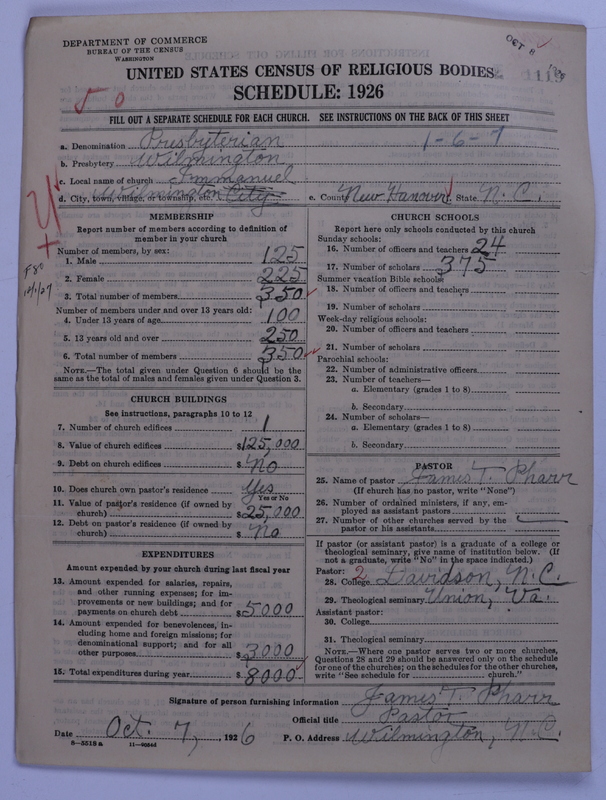 DEPARTMENT OF COMMERCE
BUREAU OF THE CENSUS
WASHINGTON
OCT 8
UNITED STATES CENSUS OF RELIGIOUS BODIES
SCHEDULE: 1926
5 0
FILL OUT A SEPARATE SCHEDULE FOR EACH CHURCH. SEE INSTRUCTIONS ON THE BACK OF THIS SHEET
a. Denomination Presbyterian 1-6-7
b. Presbytery Wilmington
c. Local name of church Immanuel
d. City, town, village, or township, etc. Wilmington City e. County New Hanover State N. C.
MEMBERSHIP
Report number of members according to definition of member in your church
Number of members, by sex:
1. Male 125
2. Female 225
3. Total number of members 350
Number of members under and over 13 years old:
4. Under 13 years of age 100
5. 13 years old and over 250
6. Total number of members 350
NOTE.—The total given under Question 6 should be the
same as the total of males and females given under Question 3.
CHURCH BUILDINGS
See instructions, paragraphs 10 to 12
7. Number of church edifices 1
8. Value of church edifices $125,000
9. Debt on church edifices $ No
10. Does church own pastor's residence Yes
Yes or No
11. Value of pastor's residence (if owned by
church) $25,000
12. Debt on pastor's residence (if owned by
church) $ No
EXPENDITURES
Amount expended by your church during last fiscal year
13. Amount expended for salaries, repairs,
and other running expenses; for im-
provements or new buildings; and for
payments on church debt $5000
14. Amount expended for benevolences, in-
cluding home and foreign missions; for
denominational support; and for all
other purposes $3000
15. Total expenditures during year $8000
CHURCH SCHOOLS
Report here only schools conducted by this church
Sunday schools:
16. Number of officers and teachers 24
17. Number of scholars 375
Summer vacation Bible schools:
18. Number of officers and teachers
19. Number of scholars
Week-day religious schools:
20. Number of officers and teachers
21. Number of scholars
Parochial schools:
22. Number of administrative officers
23. Number of teachers—
a. Elementary (grades 1 to 8)
b. Secondary
24. Number of scholars—
a. Elementary (grades 1 to 8)
b. Secondary
PASTOR
25. Name of pastor James T. Pharr
(If church has no pastor, write "None")
26. Number of ordained ministers, if any, em-
ployed as assistant pastors
27. Number of other churches served by the
pastor or his assistants
If pastor (or assistant pastor) is a graduate of a college or
theological seminary, give name of institution below. (If
not a graduate, write "No" in the space indicated.)
Pastor: 2
28. College Davidson, N.C.
29. Theological seminary Union, Va.
Assistant pastor:
30. College
31. Theological seminary
NOTE.—Where one pastor serves two or more churches,
Questions 28 and 29 should be answered only on the schedule
for one of the churches; on the schedules for the other churches,
write "See schedule for church."
Signature of person furnishing information James T. Pharr
Official title Pastor
Date Oct. 7, 1926 P. O. Address Wilmington, N.C.